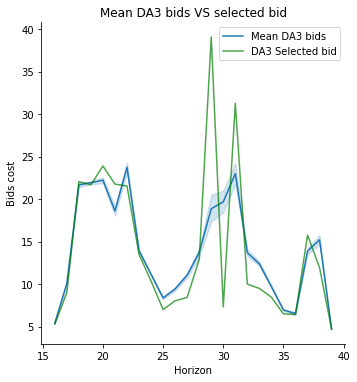 Mean DA3 bids VS selected bid
Mean DA3 bids
DA3 Selected bid
Bids cost
40
35
30
25
20
15
10
5
15
20
25
30
35
40
Horizon